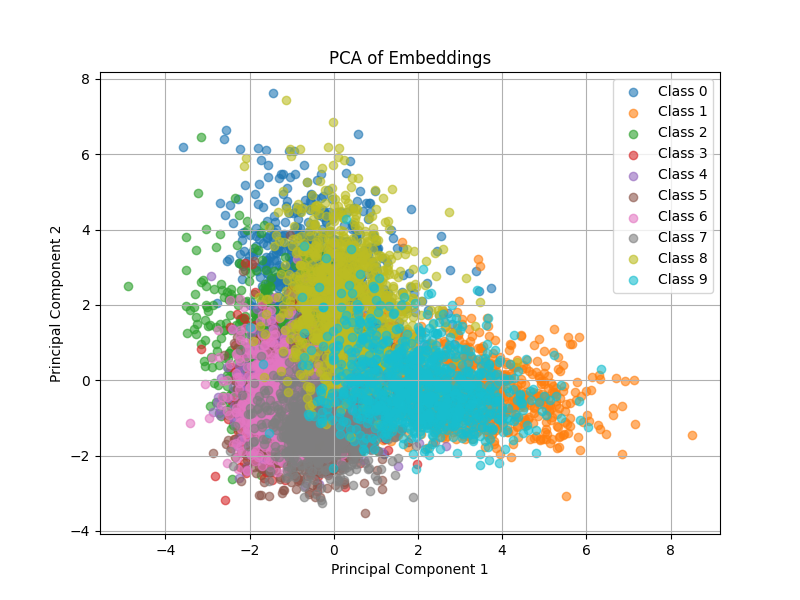 PCA of Embeddings
8
6
4
2
0
−2
−4
Principal Component 2
−4
−2
0
2
4
6
8
Principal Component 1
Class 0
Class 1
Class 2
Class 3
Class 4
Class 5
Class 6
Class 7
Class 8
Class 9